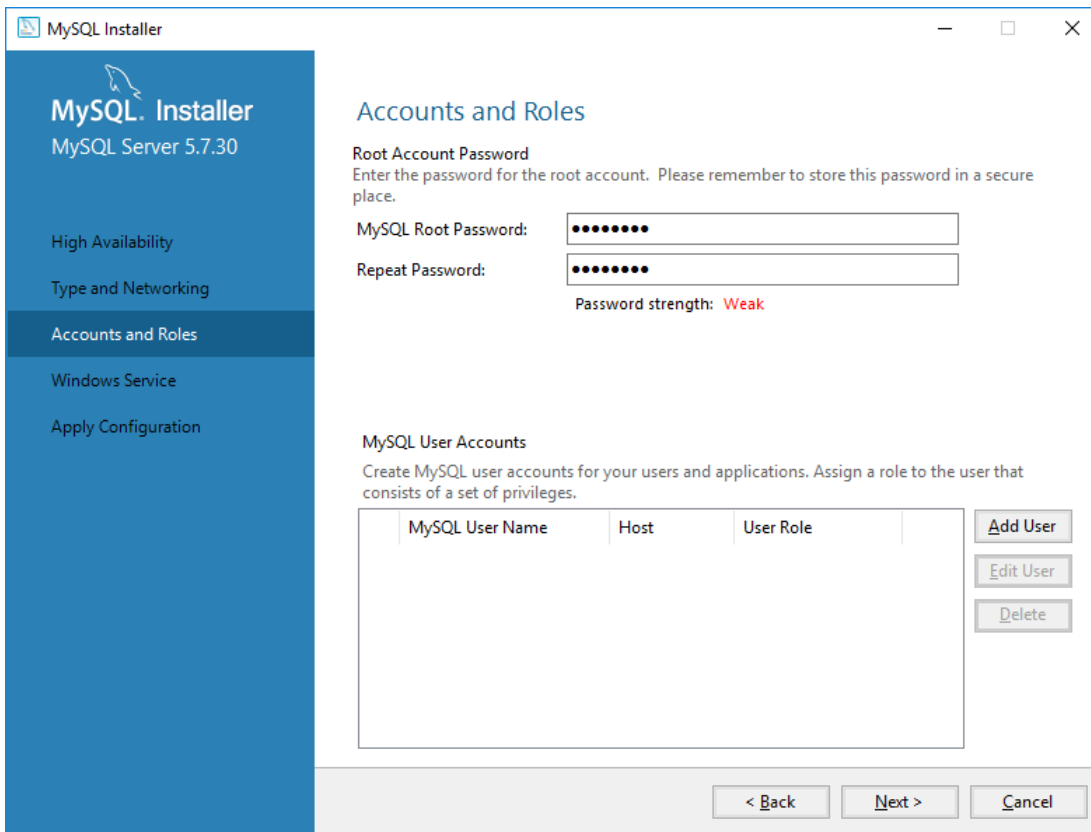 MySQL Installer
MySQL. Installer
MySQL Server 5.7.30
High Availability
Type and Networking
Accounts and Roles
Windows Service
Apply Configuration
Accounts and Roles
Root Account Password
Enter the password for the root account. Please remember to store this password in a secure
place.
MySQL Root Password: ●●●●●●●●
Repeat Password: ●●●●●●●●
Password strength: Weak
MySQL User Accounts
Create MySQL user accounts for your users and applications. Assign a role to the user that
consists of a set of privileges.
MySQL User Name Host User Role
Add User
Edit User
Delete
< Back Next > Cancel